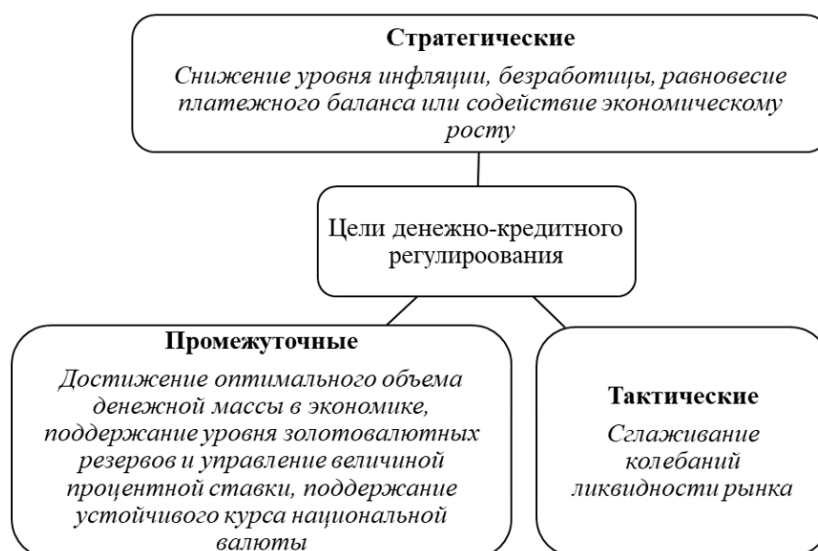 Стратегические
Снижение уровня инфляции, безработицы, равновесие
платежного баланса или содействие экономическому
росту
Цели денежно-кредитного
регулироования
Промежуточные
Достижение оптимального объема
денежной массы в экономике,
поддержание уровня золотовалютных
резервов и управление величиной
процентной ставки, поддержание
устойчивого курса национальной
валюты
Тактические
Сглаживание
колебаний
ликвидности рынка